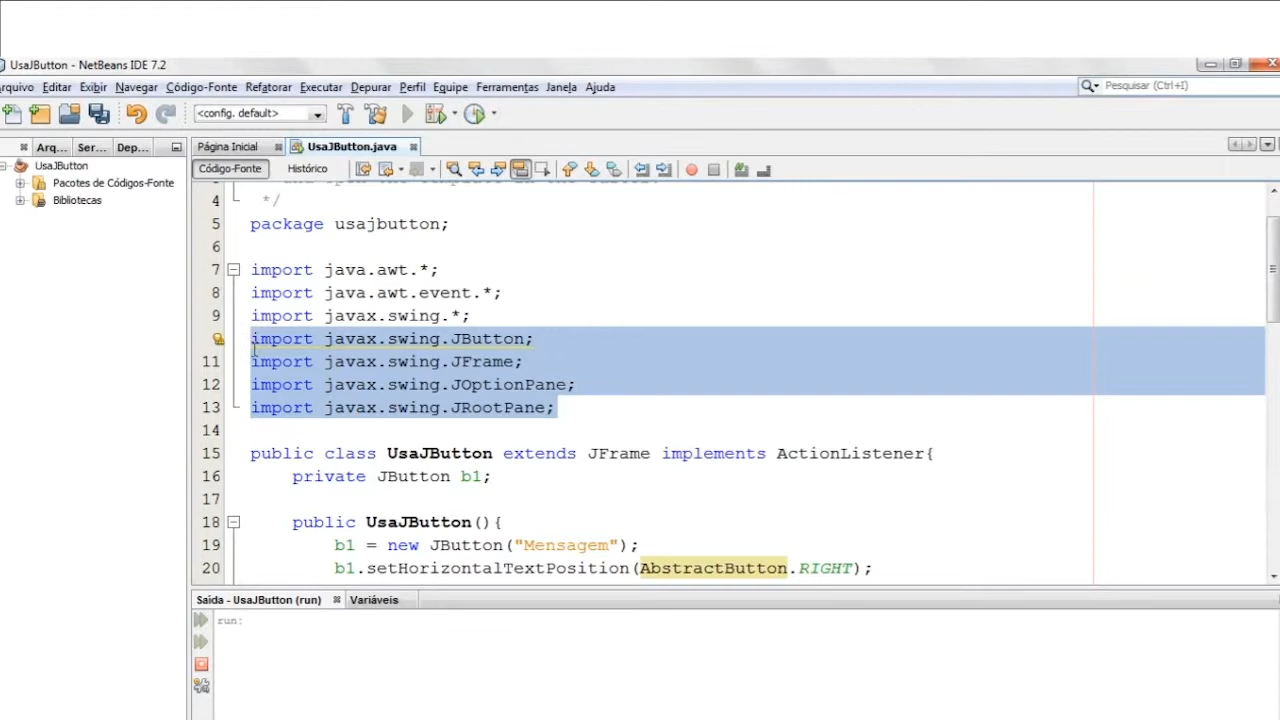 UsaJButton - NetBeans IDE 7.2
rquivo Editar Exibir Navegar Código-Fonte Refatorar Executar Depurar Perfil Equipe Ferramentas Janela Ajuda
Pesquisar (Ctrl+I)
<config. default>
Arq... Ser... Dep...
Página Inicial UsaJButton.java
UsaJButton
Pacotes de Códigos-Fonte
Bibliotecas
Código-Fonte Histórico
4 */
5 package usajbutton;
6
7 import java.awt.*;
8 import java.awt.event.*;
9 import javax.swing.*;
import javax.swing.JButton;
11 import javax.swing.JFrame;
12 import javax.swing.JOptionPane;
13 import javax.swing.JRootPane;
14
15 public class UsaJButton extends JFrame implements ActionListener{
16 private JButton b1;
17
18 public UsaJButton(){
19 b1 = new JButton("Mensagem");
20 b1.setHorizontalTextPosition(AbstractButton.RIGHT);
Saída - UsaJButton (run) Variáveis
run: